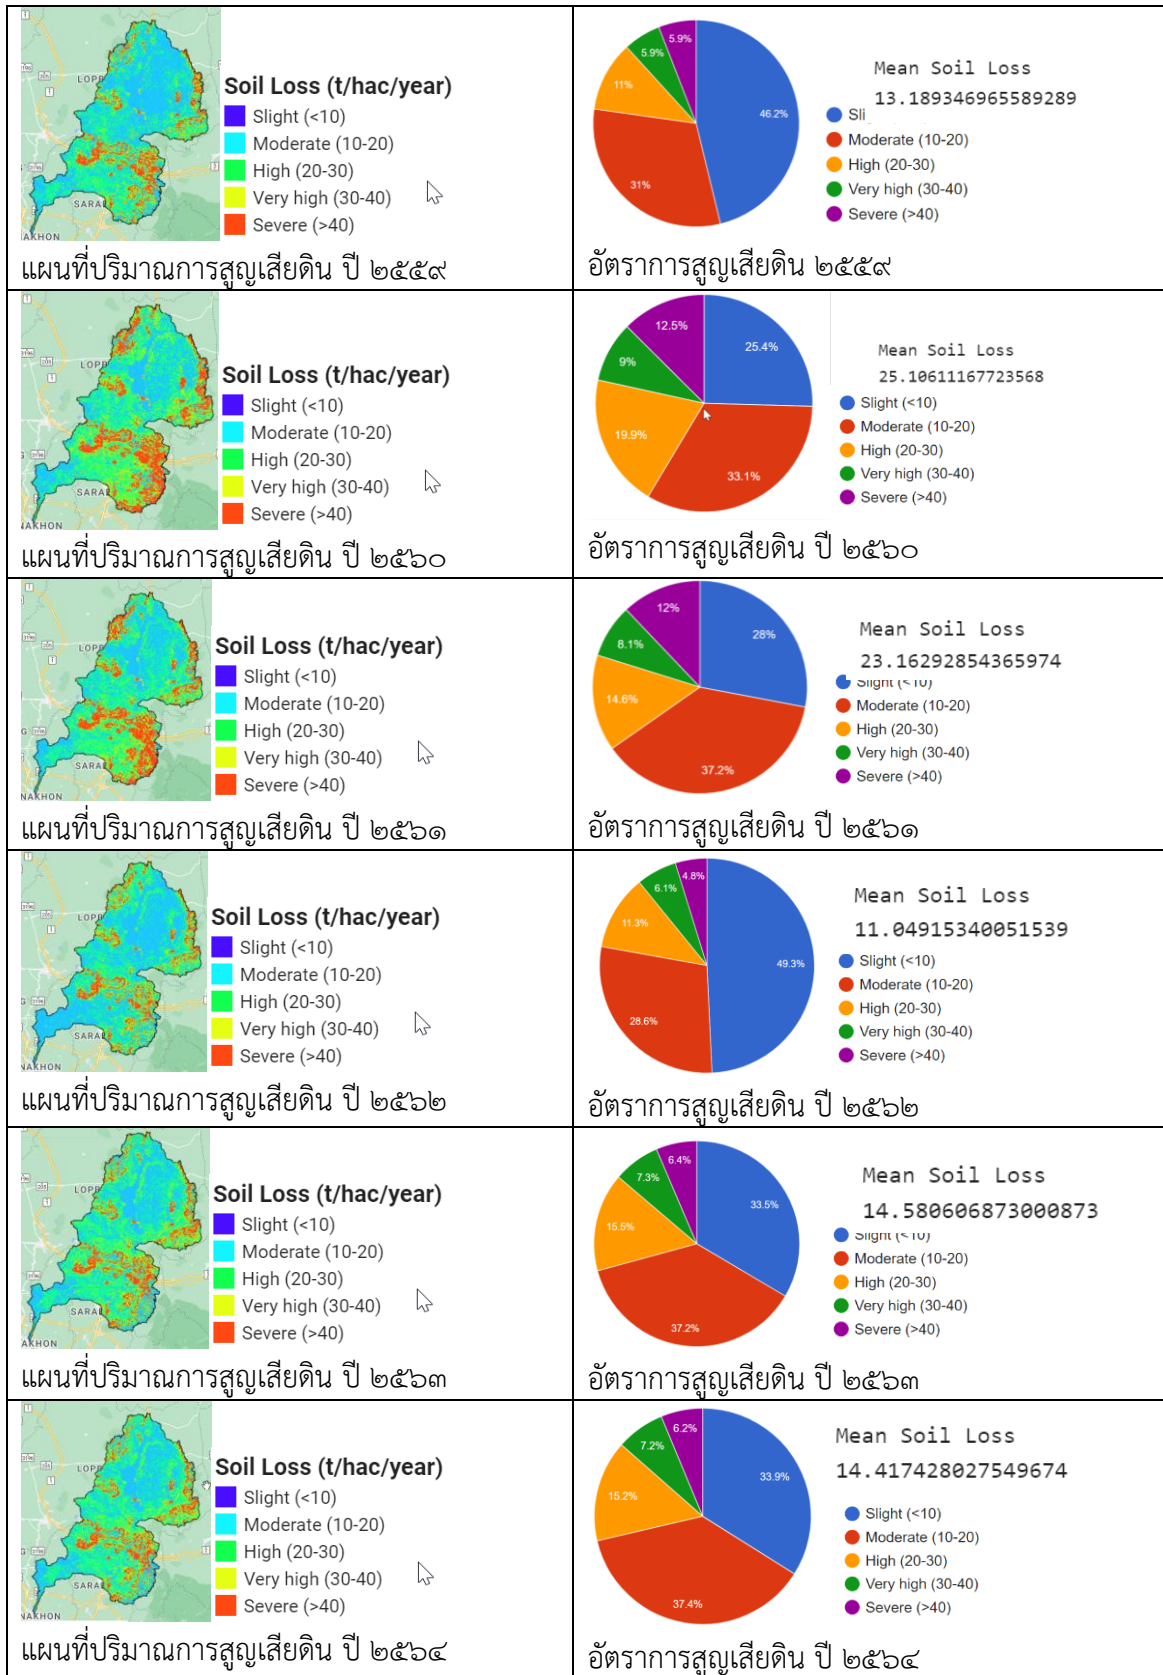 LOPB
SARA
NAKHON
Soil Loss (t/hac/year)
Slight (<10)
Moderate (10-20)
High (20-30)
Very high (30-40)
Severe (>40)
แผนที่ปริมาณการสูญเสียดิน ปี ๒๕๕๙
5.9%
5.9%
11%
46.2%
31%
Mean Soil Loss
13.189346965589289
Sli
Moderate (10-20)
High (20-30)
Very high (30-40)
Severe (>40)
อัตราการสูญเสียดิน ๒๕๕๙
LOPB
SARA
NAKHON
Soil Loss (t/hac/year)
Slight (<10)
Moderate (10-20)
High (20-30)
Very high (30-40)
Severe (>40)
แผนที่ปริมาณการสูญเสียดิน ปี ๒๕๖๐
12.5%
25.4%
9%
19.9%
33.1%
Mean Soil Loss
25.10611167723568
Slight (<10)
Moderate (10-20)
High (20-30)
Very high (30-40)
Severe (>40)
อัตราการสูญเสียดิน ปี ๒๕๖๐
LOPB
SARA
NAKHON
Soil Loss (t/hac/year)
Slight (<10)
Moderate (10-20)
High (20-30)
Very high (30-40)
Severe (>40)
แผนที่ปริมาณการสูญเสียดิน ปี ๒๕๖๑
12%
28%
8.1%
14.6%
37.2%
Mean Soil Loss
23.16292854365974
Slight (<10)
Moderate (10-20)
High (20-30)
Very high (30-40)
Severe (>40)
อัตราการสูญเสียดิน ปี ๒๕๖๑
LOPB
SARA
NAKHON
Soil Loss (t/hac/year)
Slight (<10)
Moderate (10-20)
High (20-30)
Very high (30-40)
Severe (>40)
แผนที่ปริมาณการสูญเสียดิน ปี ๒๕๖๒
4.8%
6.1%
11.3%
49.3%
28.6%
Mean Soil Loss
11.04915340051539
Slight (<10)
Moderate (10-20)
High (20-30)
Very high (30-40)
Severe (>40)
อัตราการสูญเสียดิน ปี ๒๕๖๒
LOPB
SARA
AKHON
Soil Loss (t/hac/year)
Slight (<10)
Moderate (10-20)
High (20-30)
Very high (30-40)
Severe (>40)
แผนที่ปริมาณการสูญเสียดิน ปี ๒๕๖๓
6.4%
7.3%
33.5%
15.5%
37.2%
Mean Soil Loss
14.580606873000873
Slight (<10)
Moderate (10-20)
High (20-30)
Very high (30-40)
Severe (>40)
อัตราการสูญเสียดิน ปี ๒๕๖๓
LOPB
SARA
NAKHON
Soil Loss (t/hac/year)
Slight (<10)
Moderate (10-20)
High (20-30)
Very high (30-40)
Severe (>40)
แผนที่ปริมาณการสูญเสียดิน ปี ๒๕๖๔
6.2%
7.2%
33.9%
15.2%
37.4%
Mean Soil Loss
14.417428027549674
Slight (<10)
Moderate (10-20)
High (20-30)
Very high (30-40)
Severe (>40)
อัตราการสูญเสียดิน ปี ๒๕๖๔